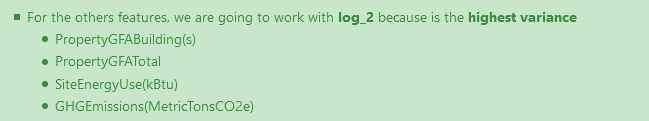 For the others features, we are going to work with log_2 because is the highest variance
PropertyGFABuilding(s)
PropertyGFATotal
SiteEnergyUse(kBtu)
GHGEmissions(MetricTonsCO2e)